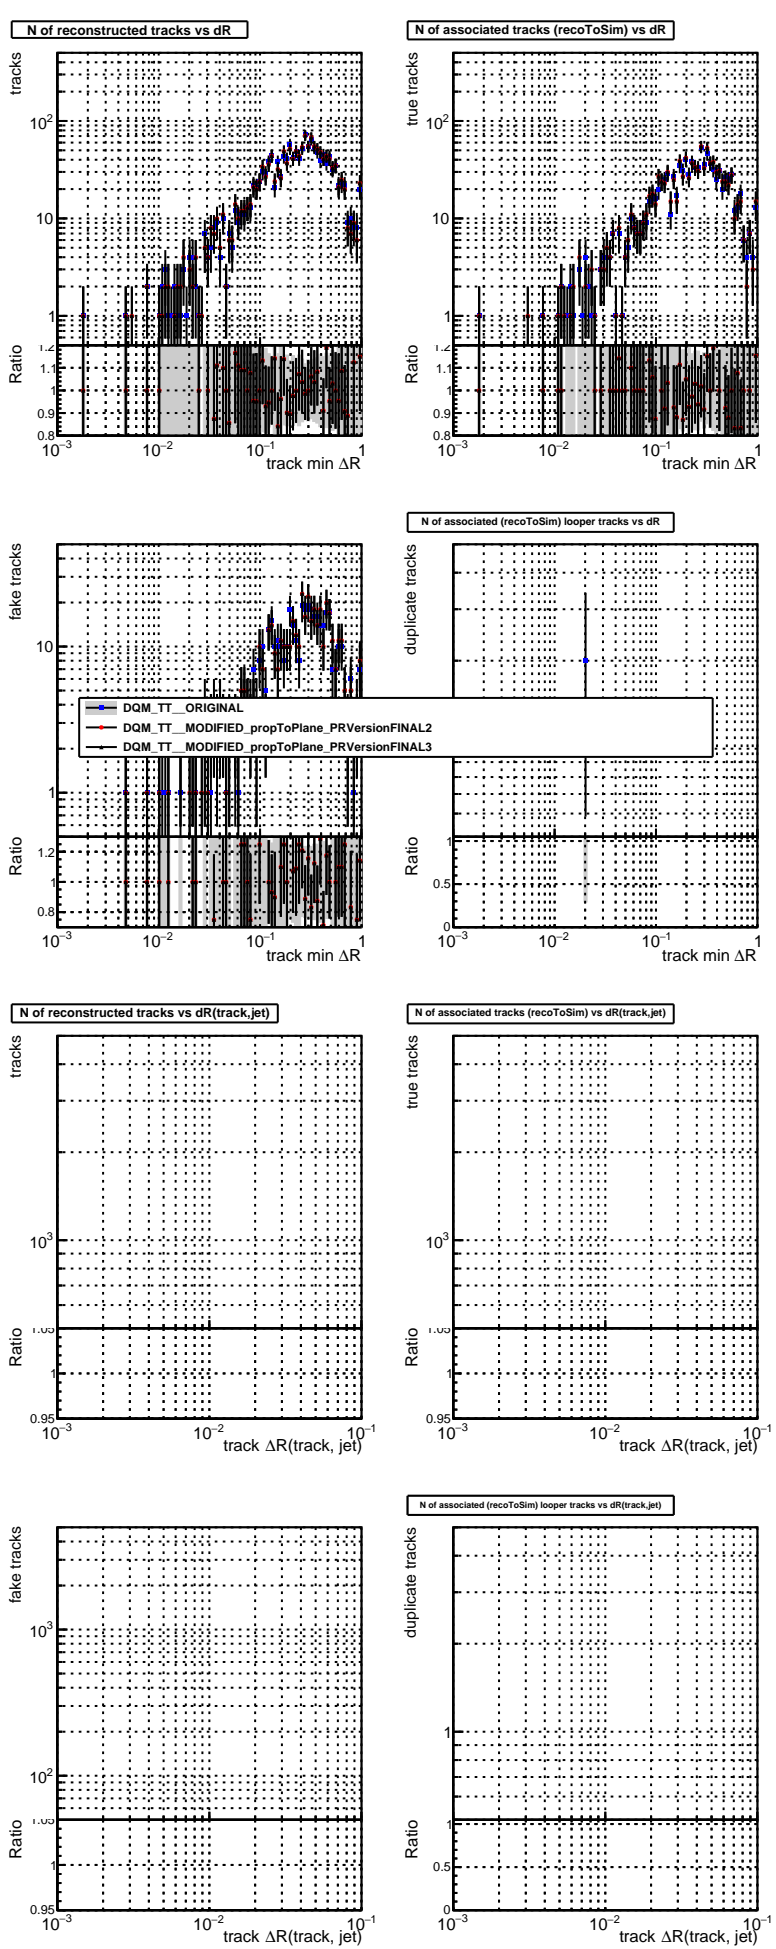 N of reconstructed tracks vs dR
tracks
10²
10
1
Ratio
1.2
1.1
1
0.9
0.8
10⁻³
10⁻²
10⁻¹
1
track min ΔR
N of associated tracks (recoToSim) vs dR
true tracks
10²
10
1
Ratio
1.2
1.1
1
0.9
0.8
10⁻³
10⁻²
10⁻¹
1
track min ΔR
fake tracks
10
1
Ratio
1.2
1
0.8
10⁻³
10⁻²
10⁻¹
1
track min ΔR
N of associated (recoToSim) looper tracks vs dR
duplicate tracks
Ratio
1
0.5
0
10⁻³
10⁻²
10⁻¹
1
track min ΔR
DQM_TT__ORIGINAL
DQM_TT__MODIFIED_propToPlane_PRVersionFINAL2
DQM_TT__MODIFIED_propToPlane_PRVersionFINAL3
N of reconstructed tracks vs dR(track,jet)
tracks
10³
Ratio
1.05
1
0.95
10⁻³
10⁻²
10⁻¹
track ΔR(track, jet)
N of associated tracks (recoToSim) vs dR(track,jet)
true tracks
10³
Ratio
1.05
1
0.95
10⁻³
10⁻²
10⁻¹
track ΔR(track, jet)
fake tracks
10³
10²
Ratio
1.05
1
0.95
10⁻³
10⁻²
10⁻¹
track ΔR(track, jet)
N of associated (recoToSim) looper tracks vs dR(track,jet)
duplicate tracks
1
Ratio
1
0.5
0
10⁻³
10⁻²
10⁻¹
track ΔR(track, jet)